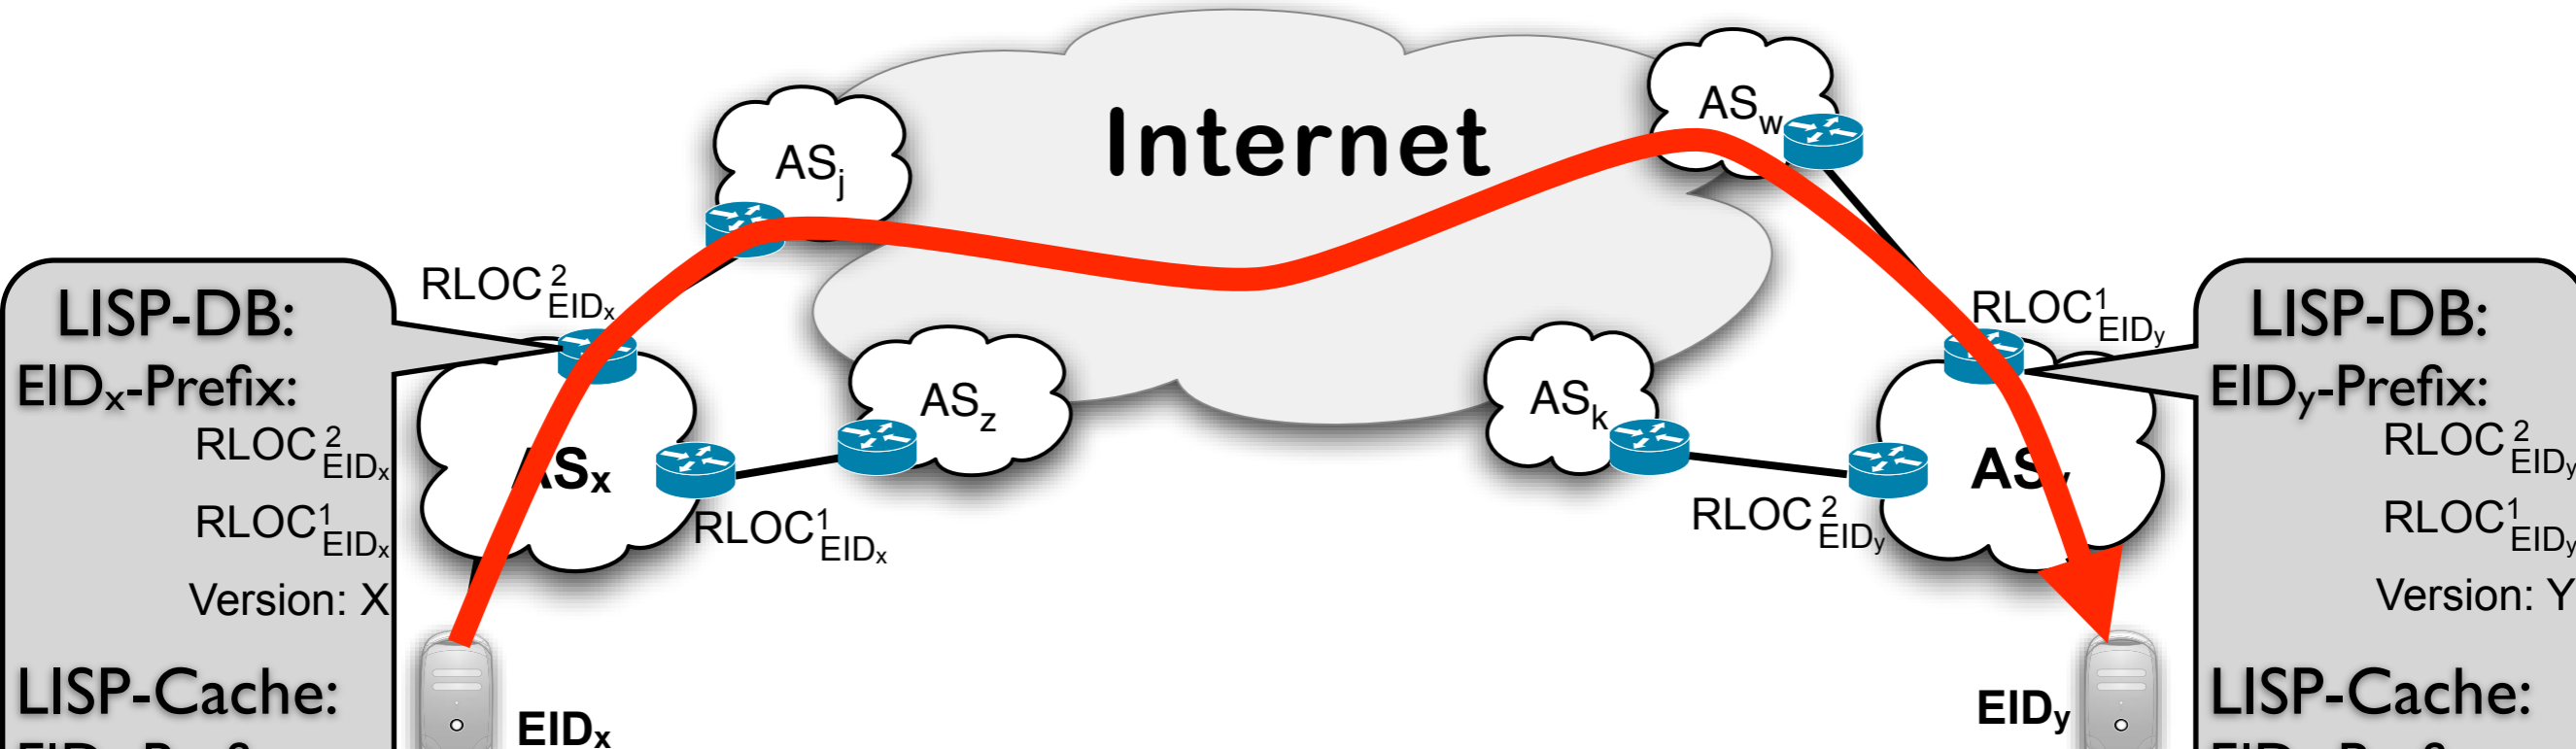 Internet
ASw
ASj
RLOC²EIDx
RLOC¹EIDy
LISP-DB:
EIDx-Prefix:
RLOC²EIDx
RLOC¹EIDx
Version: X
LISP-Cache:
ASx
ASz
RLOC¹EIDx
EIDx
ASk
RLOC²EIDy
EIDy
LISP-DB:
EIDy-Prefix:
RLOC²EIDy
RLOC¹EIDy
Version: Y
LISP-Cache: